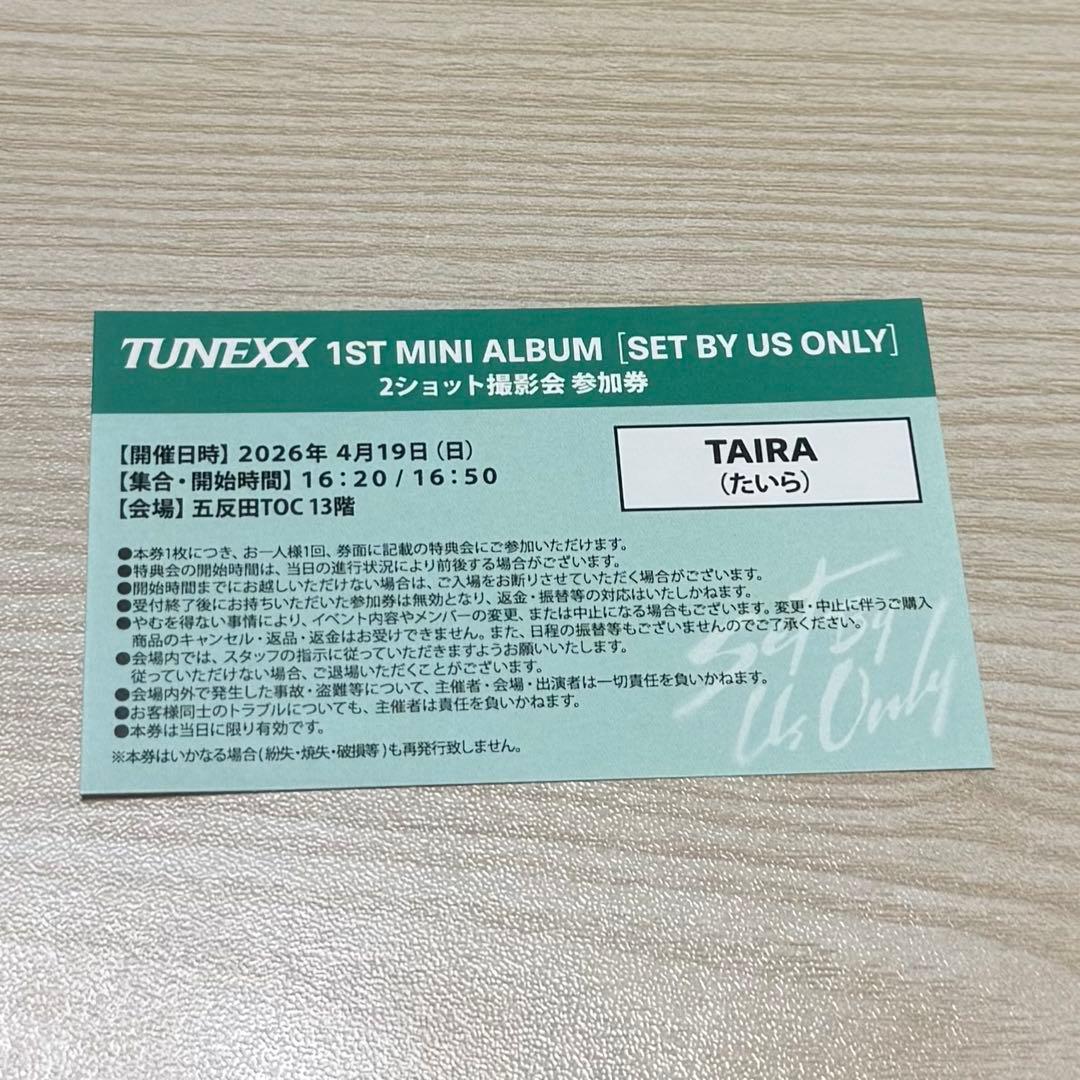 TUNEXX 1ST MINI ALBUM [SET BY US ONLY]
2ショット撮影会 参加券
【開催日時】2026年 4月19日(日)
【集合・開始時間】16:20 / 16:50
【会場】五反田TOC 13階
TAIRA
(たいら)
●本券1枚につき、お一人様1回、券面に記載の特典会にご参加いただけます。
●特典会の開始時間は、当日の進行状況により前後する場合がございます。
●開始時間までにお越しいただけない場合は、ご入場をお断りさせていただく場合がございます。
●受付終了後にお持ちいただいた参加券は無効となり、返金・振替等の対応はいたしかねます。
●やむを得ない事情により、イベント内容やメンバーの変更、または中止になる場合もございます。変更・中止に伴うご購入
商品のキャンセル・返品・返金はお受けできません。また、日程の振替等もございませんのでご了承ください。
●会場内では、スタッフの指示に従っていただきますようお願いいたします。
従っていただけない場合、ご退場いただくことがございます。
●会場内外で発生した事故・盗難等について、主催者・会場・出演者は一切責任を負いかねます。
●お客様同士のトラブルについても、主催者は責任を負いかねます。
●本券は当日に限り有効です。
※本券はいかなる場合(紛失・焼失・破損等)も再発行致しません。
Set by
Us Only